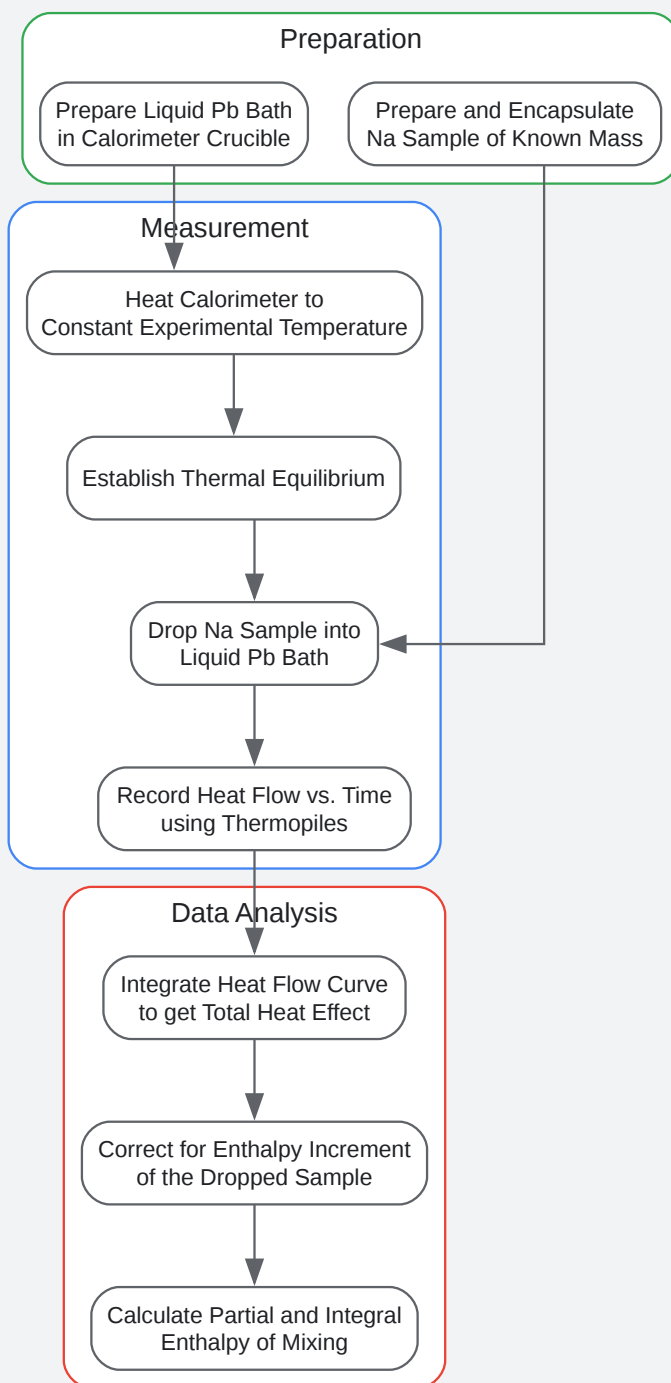 Preparation
Prepare Liquid Pb Bath
in Calorimeter Crucible
Prepare and Encapsulate
Na Sample of Known Mass
Measurement
Heat Calorimeter to
Constant Experimental Temperature
Establish Thermal Equilibrium
Drop Na Sample into
Liquid Pb Bath
Record Heat Flow vs. Time
using Thermopiles
Data Analysis
Integrate Heat Flow Curve
to get Total Heat Effect
Correct for Enthalpy Increment
of the Dropped Sample
Calculate Partial and Integral
Enthalpy of Mixing